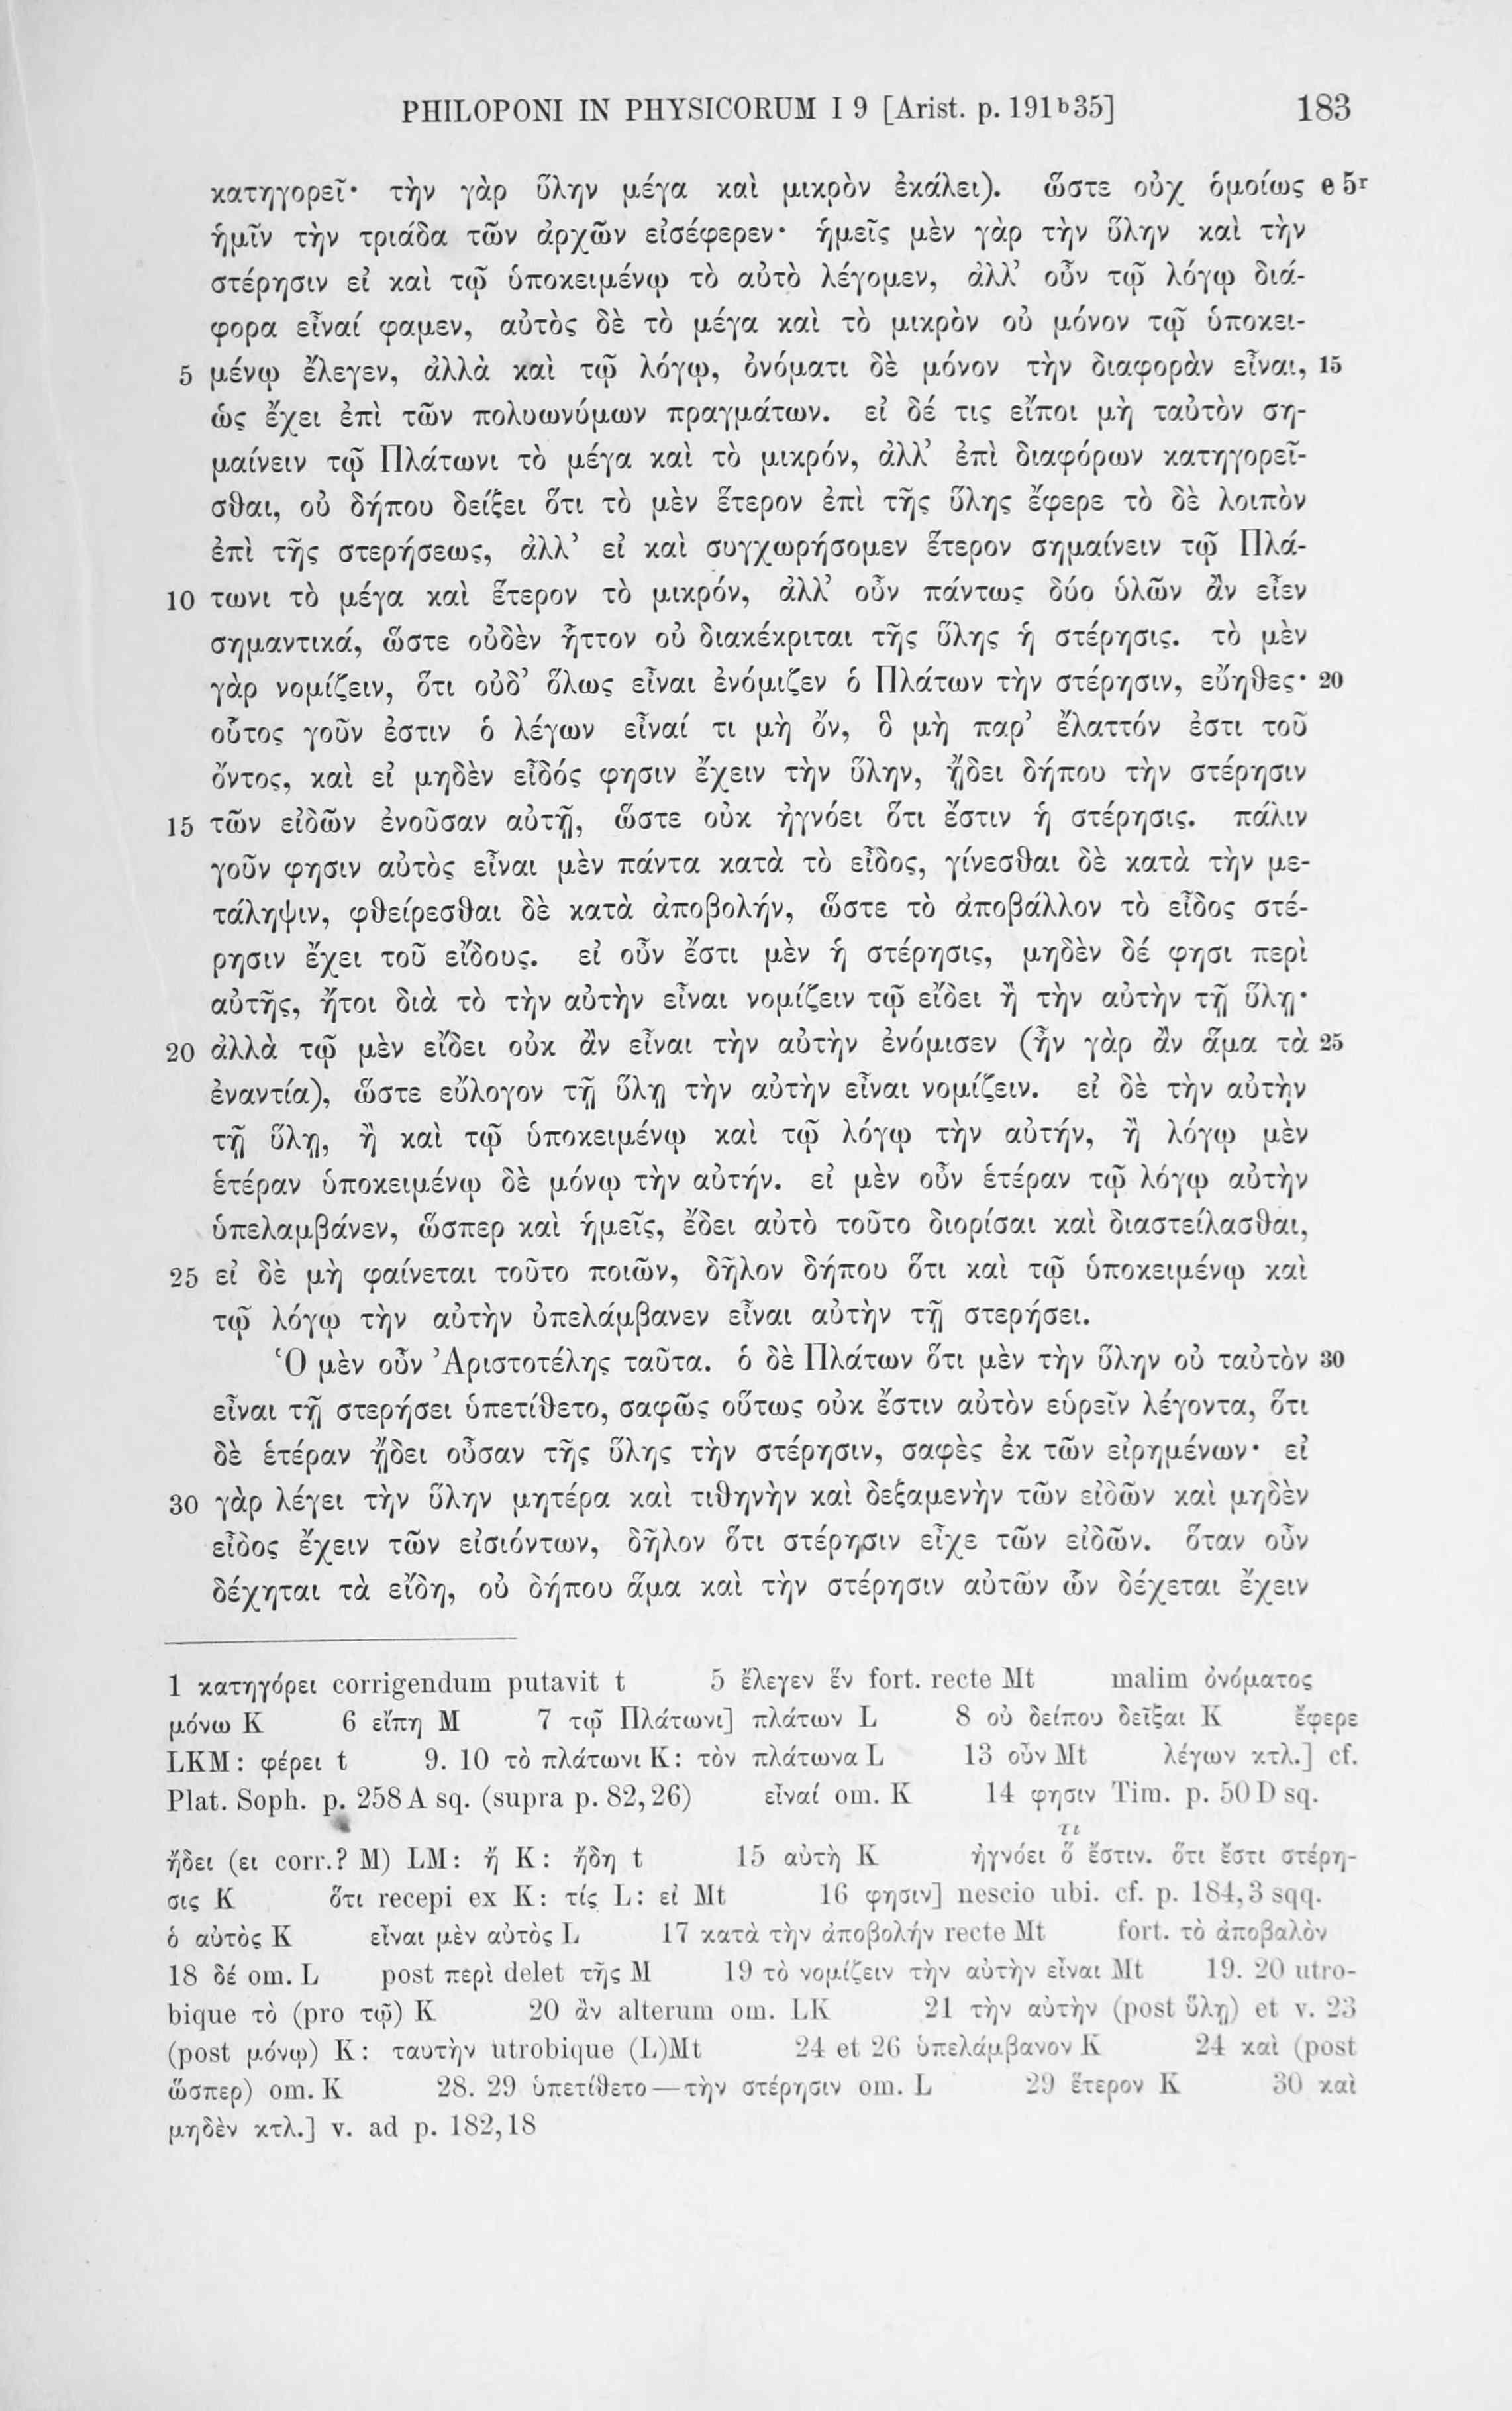 PHILOPONI IN PHYSICORUM I 9 [Arist. p. 191ᵇ35] 183
κατηγορεῖ· τὴν γὰρ ὕλην μέγα καὶ μικρὸν ἐκάλει). ὥστε οὐχ ὁμοίως e 5ʳ
ἡμῖν τὴν τριάδα τῶν ἀρχῶν εἰσέφερεν· ἡμεῖς μὲν γὰρ τὴν ὕλην καὶ τὴν
στέρησιν εἰ καὶ τῷ ὑποκειμένῳ τὸ αὐτὸ λέγομεν, ἀλλ’ οὖν τῷ λόγῳ διά-
φορα εἶναί φαμεν, αὐτὸς δὲ τὸ μέγα καὶ τὸ μικρὸν οὐ μόνον τῷ ὑποκει-
5 μένῳ ἔλεγεν, ἀλλὰ καὶ τῷ λόγῳ, ὀνόματι δὲ μόνον τὴν διαφορὰν εἶναι, 15
ὡς ἔχει ἐπὶ τῶν πολυωνύμων πραγμάτων. εἰ δέ τις εἴποι μὴ ταὐτὸν ση-
μαίνειν τῷ Πλάτωνι τὸ μέγα καὶ τὸ μικρόν, ἀλλ’ ἐπὶ διαφόρων κατηγορεῖ-
σθαι, οὐ δήπου δείξει ὅτι τὸ μὲν ἕτερον ἐπὶ τῆς ὕλης ἔφερε τὸ δὲ λοιπὸν
ἐπὶ τῆς στερήσεως, ἀλλ’ εἰ καὶ συγχωρήσομεν ἕτερον σημαίνειν τῷ Πλά-
10 τωνι τὸ μέγα καὶ ἕτερον τὸ μικρόν, ἀλλ’ οὖν πάντως δύο ὑλῶν ἂν εἶεν
σημαντικά, ὥστε οὐδὲν ἧττον οὐ διακέκριται τῆς ὕλης ἡ στέρησις. τὸ μὲν
γὰρ νομίζειν, ὅτι οὐδ’ ὅλως εἶναι ἐνόμιζεν ὁ Πλάτων τὴν στέρησιν, εὔηθες· 20
οὗτος γοῦν ἐστιν ὁ λέγων εἶναί τι μὴ ὄν, ὃ μὴ παρ’ ἔλαττόν ἐστι τοῦ
ὄντος, καὶ εἰ μηδὲν εἶδός φησιν ἔχειν τὴν ὕλην, ᾔδει δήπου τὴν στέρησιν
15 τῶν εἰδῶν ἐνοῦσαν αὐτῇ, ὥστε οὐκ ἠγνόει ὅτι ἔστιν ἡ στέρησις. πάλιν
γοῦν φησιν αὐτὸς εἶναι μὲν πάντα κατὰ τὸ εἶδος, γίνεσθαι δὲ κατὰ τὴν με-
τάληψιν, φθείρεσθαι δὲ κατὰ ἀποβολήν, ὥστε τὸ ἀποβάλλον τὸ εἶδος στέ-
ρησιν ἔχει τοῦ εἴδους. εἰ οὖν ἔστι μὲν ἡ στέρησις, μηδὲν δέ φησι περὶ
αὐτῆς, ἤτοι διὰ τὸ τὴν αὐτὴν εἶναι νομίζειν τῷ εἴδει ἢ τὴν αὐτὴν τῇ ὕλῃ·
20 ἀλλὰ τῷ μὲν εἴδει οὐκ ἂν εἶναι τὴν αὐτὴν ἐνόμισεν (ἦν γὰρ ἂν ἅμα τὰ 25
ἐναντία), ὥστε εὔλογον τῇ ὕλῃ τὴν αὐτὴν εἶναι νομίζειν. εἰ δὲ τὴν αὐτὴν
τῇ ὕλῃ, ἢ καὶ τῷ ὑποκειμένῳ καὶ τῷ λόγῳ τὴν αὐτήν, ἢ λόγῳ μὲν
ἑτέραν ὑποκειμένῳ δὲ μόνῳ τὴν αὐτήν. εἰ μὲν οὖν ἑτέραν τῷ λόγῳ αὐτὴν
ὑπελαμβάνεν, ὥσπερ καὶ ἡμεῖς, ἔδει αὐτὸ τοῦτο διορίσαι καὶ διαστείλασθαι,
25 εἰ δὲ μὴ φαίνεται τοῦτο ποιῶν, δῆλον δήπου ὅτι καὶ τῷ ὑποκειμένῳ καὶ
τῷ λόγῳ τὴν αὐτὴν ὑπελάμβανεν εἶναι αὐτὴν τῇ στερήσει.
Ὁ μὲν οὖν Ἀριστοτέλης ταῦτα. ὁ δὲ Πλάτων ὅτι μὲν τὴν ὕλην οὐ ταὐτὸν 30
εἶναι τῇ στερήσει ὑπετίθετο, σαφῶς οὕτως οὐκ ἔστιν αὐτὸν εὑρεῖν λέγοντα, ὅτι
δὲ ἑτέραν ᾔδει οὖσαν τῆς ὕλης τὴν στέρησιν, σαφὲς ἐκ τῶν εἰρημένων· εἰ
30 γὰρ λέγει τὴν ὕλην μητέρα καὶ τιθηνὴν καὶ δεξαμενὴν τῶν εἰδῶν καὶ μηδὲν
εἶδος ἔχειν τῶν εἰσιόντων, δῆλον ὅτι στέρησιν εἶχε τῶν εἰδῶν. ὅταν οὖν
δέχηται τὰ εἴδη, οὐ δήπου ἅμα καὶ τὴν στέρησιν αὐτῶν ὧν δέχεται ἔχειν
1 κατηγόρει corrigendum putavit t 5 ἔλεγεν ἕν fort. recte Mt malim ὀνόματος
μόνω K 6 εἴπῃ M 7 τῷ Πλάτωνι] πλάτων L 8 οὐ δείπου δεῖξαι K ἔφερε
LKM: φέρει t 9. 10 τὸ πλάτωνι K: τὸν πλάτωνα L 13 οὖν Mt λέγων κτλ.] cf.
Plat. Soph. p. 258 A sq. (supra p. 82,26) εἶναί om. K 14 φησιν Tim. p. 50 D sq.
ᾔδει (ει corr.? M) LM: ἤ K: ἤδη t 15 αὐτὴ K ἠγνόει ὅ τι ἔστιν. ὅτι ἔστι στέρη-
σις K ὅτι recepi ex K: τίς L: εἰ Mt 16 φησιν] nescio ubi. cf. p. 184,3 sqq.
ὁ αὐτὸς K εἶναι μὲν αὐτὸς L 17 κατὰ τὴν ἀποβολήν recte Mt fort. τὸ ἀποβαλὸν
18 δέ om. L post περὶ delet τῆς M 19 τὸ νομίζειν τὴν αὐτὴν εἶναι Mt 19. 20 utro-
bique τὸ (pro τῷ) K 20 ἂν alterum om. LK 21 τὴν αὐτὴν (post ὕλῃ) et v. 23
(post μόνῳ) K: ταυτὴν utrobique (L)Mt 24 et 26 ὑπελάμβανον K 24 καὶ (post
ὥσπερ) om. K 28. 29 ὑπετίθετο — τὴν στέρησιν om. L 29 ἕτερον K 30 καὶ
μηδὲν κτλ.] v. ad p. 182,18